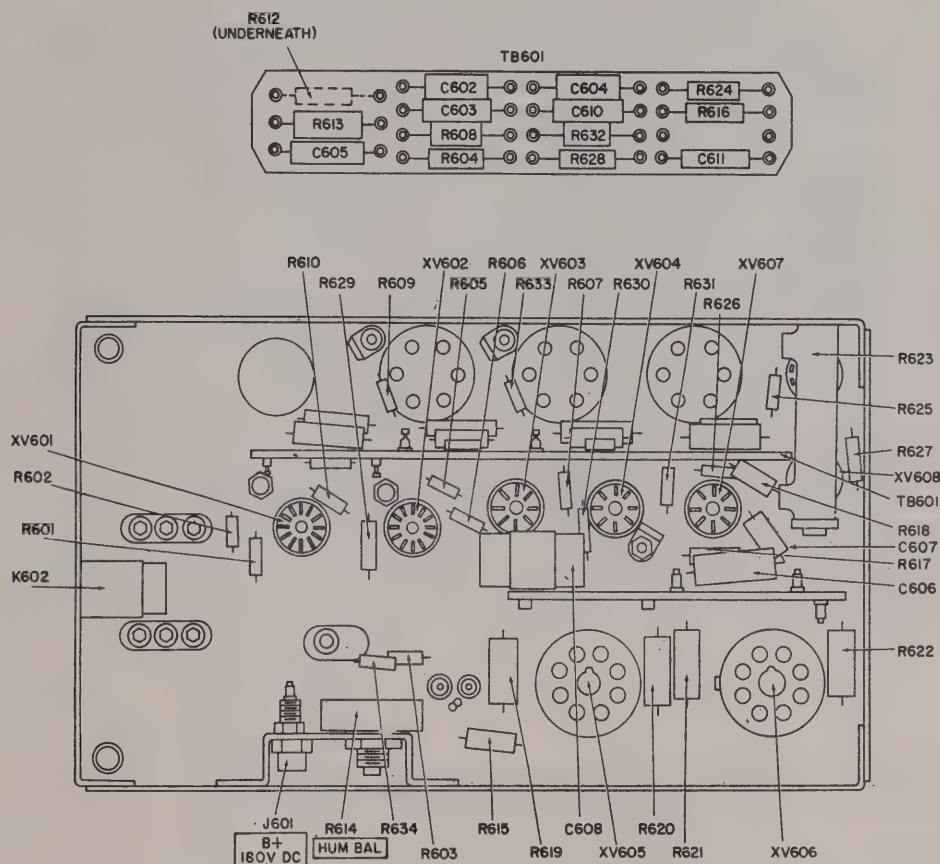 R612
(UNDERNEATH)
TB601
C602
C604
R624
C603
C610
R616
R613
R608
R632
C605
R604
R628
C611
R610
XV602
R606
XV603
XV604
XV607
R629
R609
R605
R633
R607
R630
R631
R626
R623
R625
XV601
R627
R602
XV608
TB601
R601
R618
C607
K602
R617
C606
R622
J601
R614
R634
R615
C608
R620
XV606
B+
180V DC
HUM BAL
R603
R619
XV605
R621